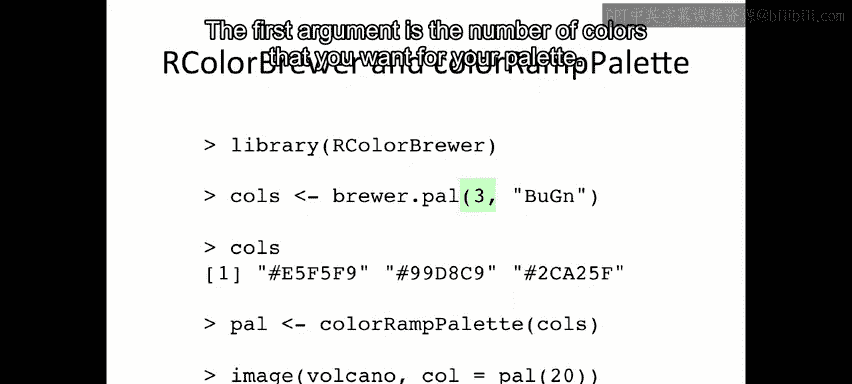 The first argument is the number of colors
that you want for your palette.
RColorBrewer and colorRampPalette
> library(RColorBrewer)
> cols <- brewer.pal(3, "BuGn")
> cols
[1] "#E5F5F9" "#99D8C9" "#2CA25F"
> pal <- colorRampPalette(cols)
> image(volcano, col = pal(20))